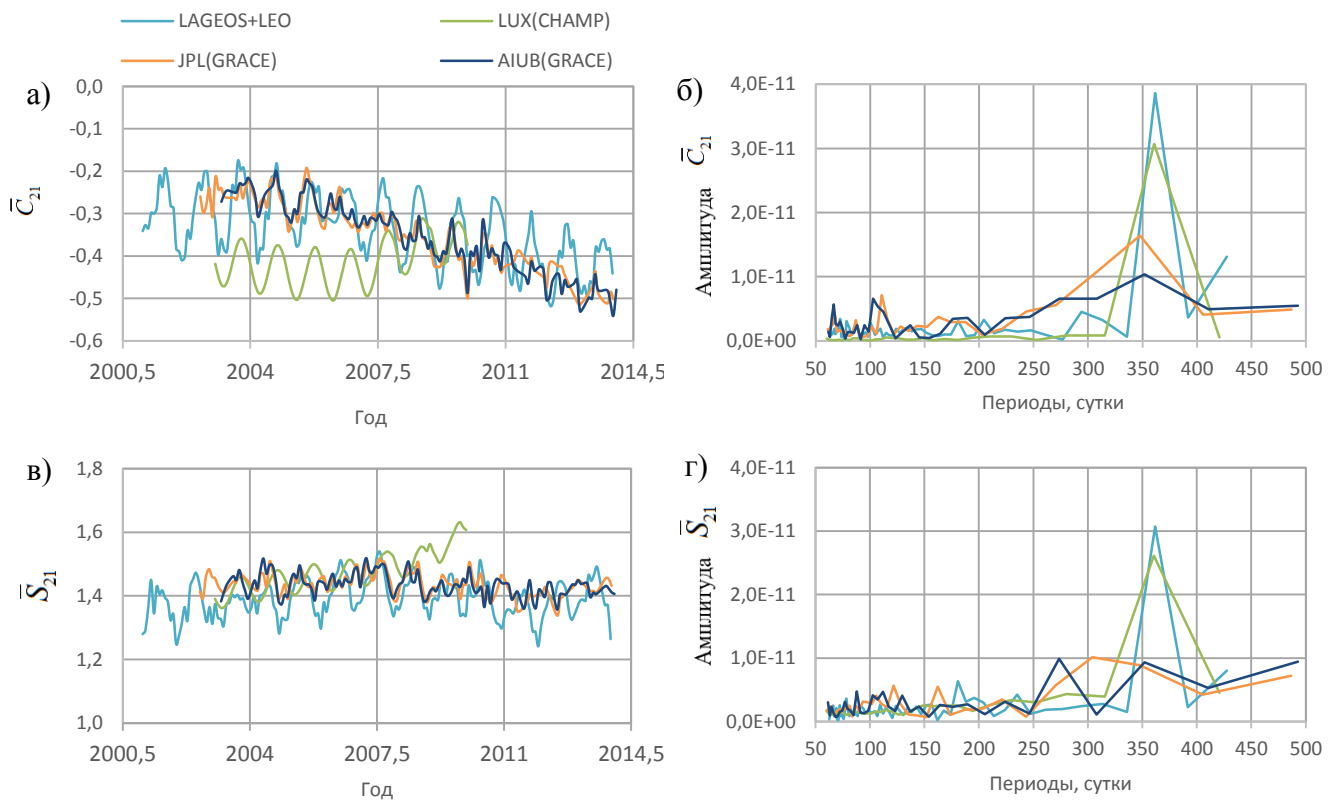 LAGEOS+LEO
LUX(CHAMP)
JPL(GRACE)
AIUB(GRACE)
а)
0,0
-0,1
-0,2
-0,3
-0,4
-0,5
-0,6
C̅21
2000,5 2004 2007,5 2011 2014,5
Год
б)
4,0E-11
3,0E-11
2,0E-11
1,0E-11
0,0E+00
Амплитуда C̅21
50 100 150 200 250 300 350 400 450 500
Периоды, сутки
в)
1,8
1,6
1,4
1,2
1,0
S̅21
2000,5 2004 2007,5 2011 2014,5
Год
г)
4,0E-11
3,0E-11
2,0E-11
1,0E-11
0,0E+00
Амплитуда S̅21
50 100 150 200 250 300 350 400 450 500
Периоды, сутки